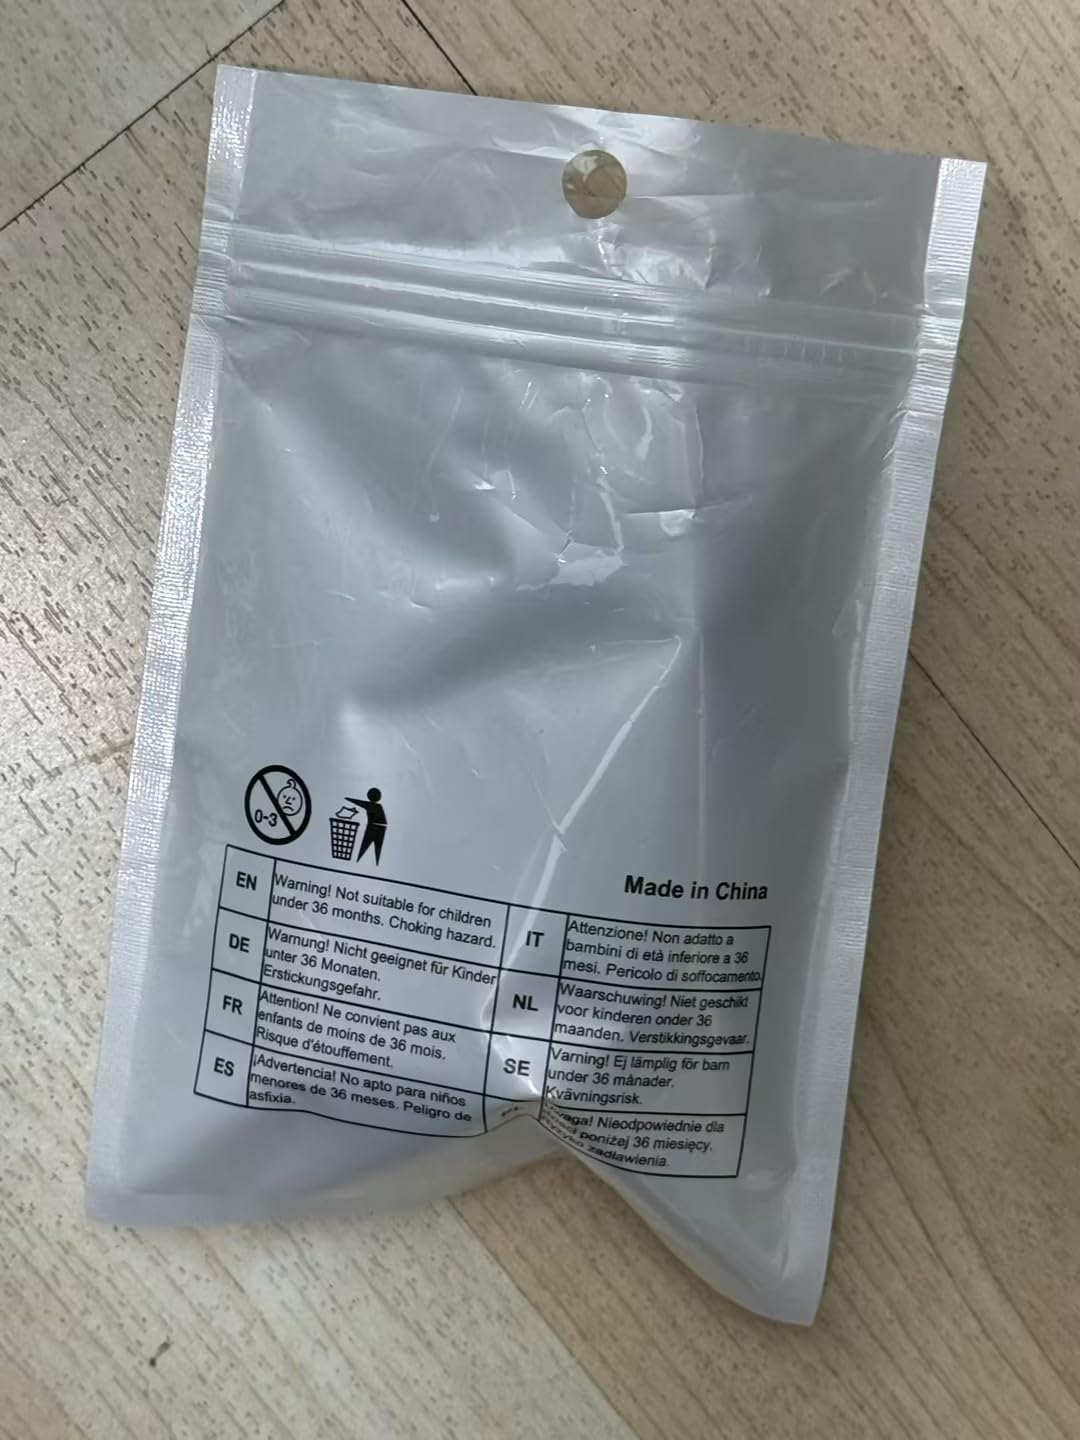 0-3
Made in China
EN
Warning! Not suitable for children
under 36 months. Choking hazard.
DE
Warnung! Nicht geeignet für Kinder
unter 36 Monaten.
Erstickungsgefahr.
FR
Attention! Ne convient pas aux
enfants de moins de 36 mois.
Risque d'étouffement.
ES
¡Advertencia! No apto para niños
menores de 36 meses. Peligro de
asfixia.
IT
Attenzione! Non adatto a
bambini di età inferiore a 36
mesi. Pericolo di soffocamento.
NL
Waarschuwing! Niet geschikt
voor kinderen onder 36
maanden. Verstikkingsgevaar.
SE
Varning! Ej lämplig för barn
under 36 månader.
Kvävningsrisk.
Nieodpowiednie dla
poniżej 36 miesięcy.
zadławienia.